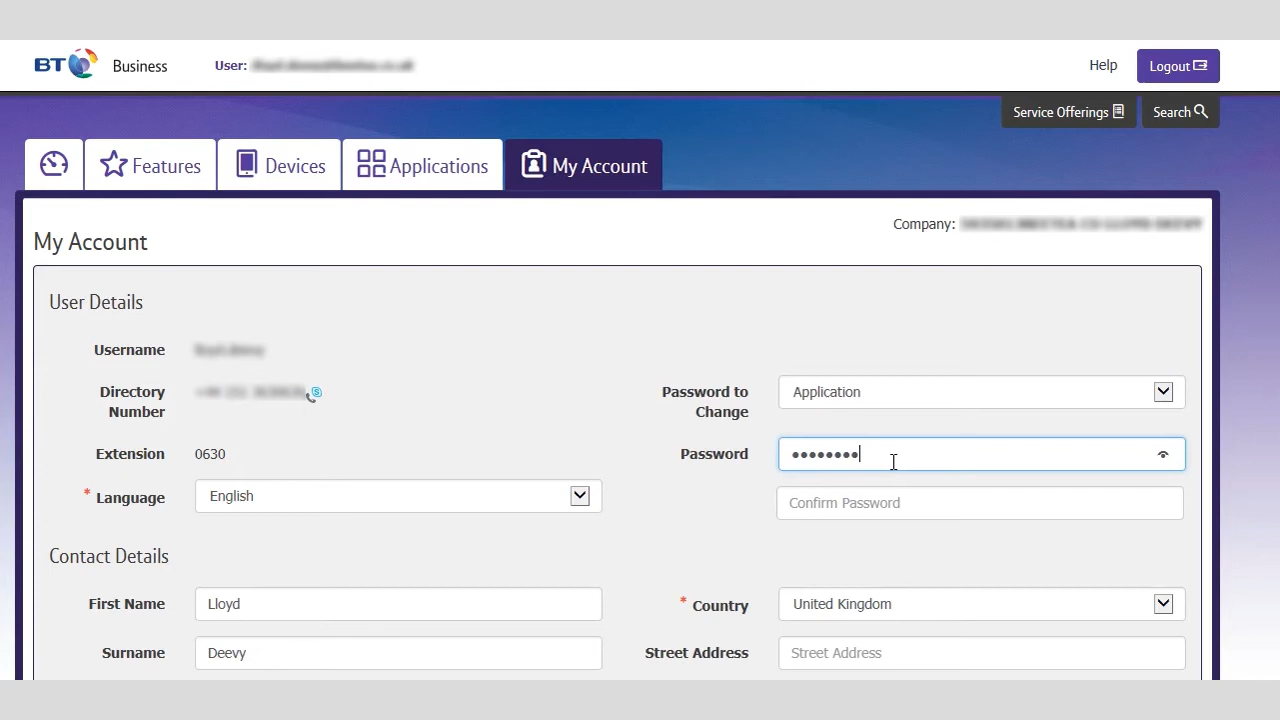 BT Business User: Help Logout
Service Offerings Search
Features Devices Applications My Account
Company:
My Account
User Details
Username
Directory Number
Password to Change Application
Extension 0630
Password ●●●●●●●●
* Language English
Confirm Password
Contact Details
First Name Lloyd
* Country United Kingdom
Surname Deevy
Street Address Street Address